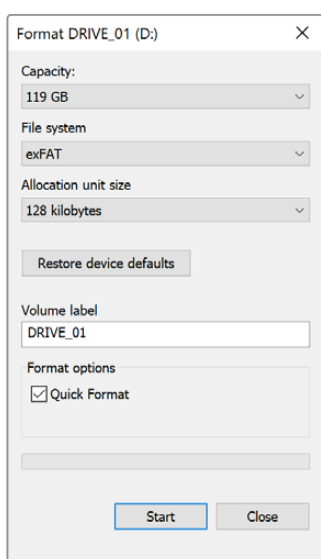 Format DRIVE_01 (D:)
Capacity:
119 GB
File system
exFAT
Allocation unit size
128 kilobytes
Restore device defaults
Volume label
DRIVE_01
Format options
Quick Format
Start Close